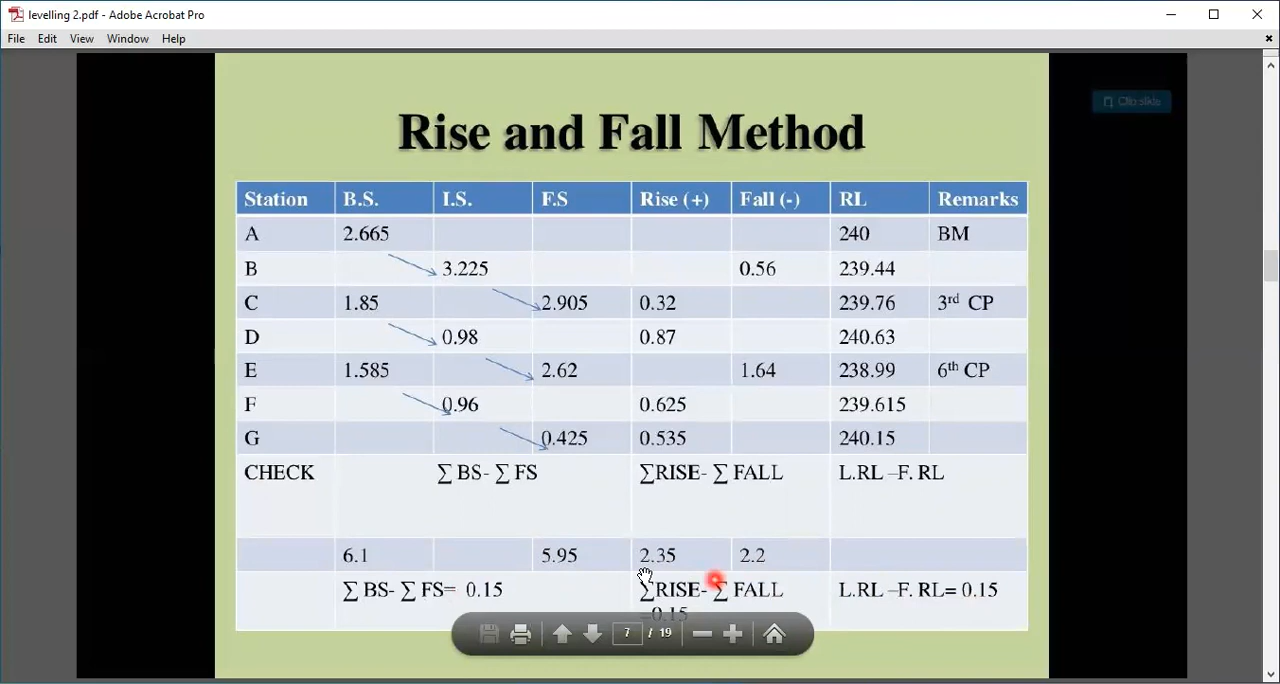 levelling 2.pdf - Adobe Acrobat Pro
File Edit View Window Help
Clip slide
Rise and Fall Method
Station B.S. I.S. F.S Rise (+) Fall (-) RL Remarks
A 2.665 240 BM
B 3.225 0.56 239.44
C 1.85 2.905 0.32 239.76 3rd CP
D 0.98 0.87 240.63
E 1.585 2.62 1.64 238.99 6th CP
F 0.96 0.625 239.615
G 0.425 0.535 240.15
CHECK ∑ BS- ∑ FS ∑RISE- ∑ FALL L.RL –F. RL
6.1 5.95 2.35 2.2
∑ BS- ∑ FS= 0.15 ∑RISE- ∑ FALL L.RL –F. RL= 0.15
=0.15
7 / 19